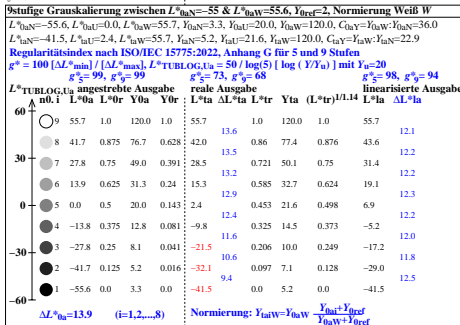 9stufige Grauskalierung zwischen L*0aN=−55 & L*0aW=55.6, Y0ref=2, Normierung Weiß W
L*0aN=−55.6, L*0aU=0.0, L*0aW=55.7, Y0aN=3.3, Y0aU=20.0, Y0aW=120.0, C0aY=Y0aW:Y0aN=36.0
L*taN=−41.5, L*taU=2.4, L*taW=55.7, YtaN=5.2, YtaU=21.6, YtaW=120.0, CtaY=YtaW:YtaN=22.9
Regularitätsindex nach ISO/IEC 15775:2022, Anhang G für 5 und 9 Stufen
g* = 100 [ΔL*min] / [ΔL*max], L*TUBLOG,Ua = 50 / log(5) [ log ( Y/Yu) ] mit Yu=20
g*5= 99, g*9= 99 g*5= 73, g*9= 68 g*5= 98, g*9= 94
L*TUBLOG,Ua angestrebte Ausgabe reale Ausgabe linearisierte Ausgabe
n0. i L*0a L*0r Y0a Y0r L*ta ΔL*ta L*tr Yta (L*tr)1/1.14 L*la ΔL*la
9 55.7 1.0 120.0 1.0 55.7 1.0 120.0 1.0 55.7
13.6 12.1
8 41.7 0.875 76.7 0.628 42.0 0.86 77.4 0.876 43.6
13.5 12.2
7 27.8 0.75 49.0 0.391 28.5 0.721 50.1 0.75 31.4
13.2 12.2
6 13.9 0.625 31.3 0.24 15.3 0.585 32.7 0.624 19.1
12.9 12.3
0 5 0.0 0.5 20.0 0.143 2.4 0.453 21.6 0.498 6.9
12.4 12.2
4 −13.8 0.375 12.8 0.081 −9.8 0.325 14.5 0.373 −5.2
11.6 12.0
−30 3 −27.8 0.25 8.1 0.041 −21.5 0.206 10.0 0.249 −17.2
10.6 11.8
2 −41.7 0.125 5.2 0.016 −32.1 0.097 7.1 0.128 −29.0
9.4 12.5
1 −55.6 0.0 3.3 0.0 −41.5 0.0 5.2 0.0 −41.5
30
60
−60
ΔL*0a=13.9 (i=1,2,...,8) Normierung: YtaiW=Y0aW Y0ai+Y0ref
Y0aW+Y0ref